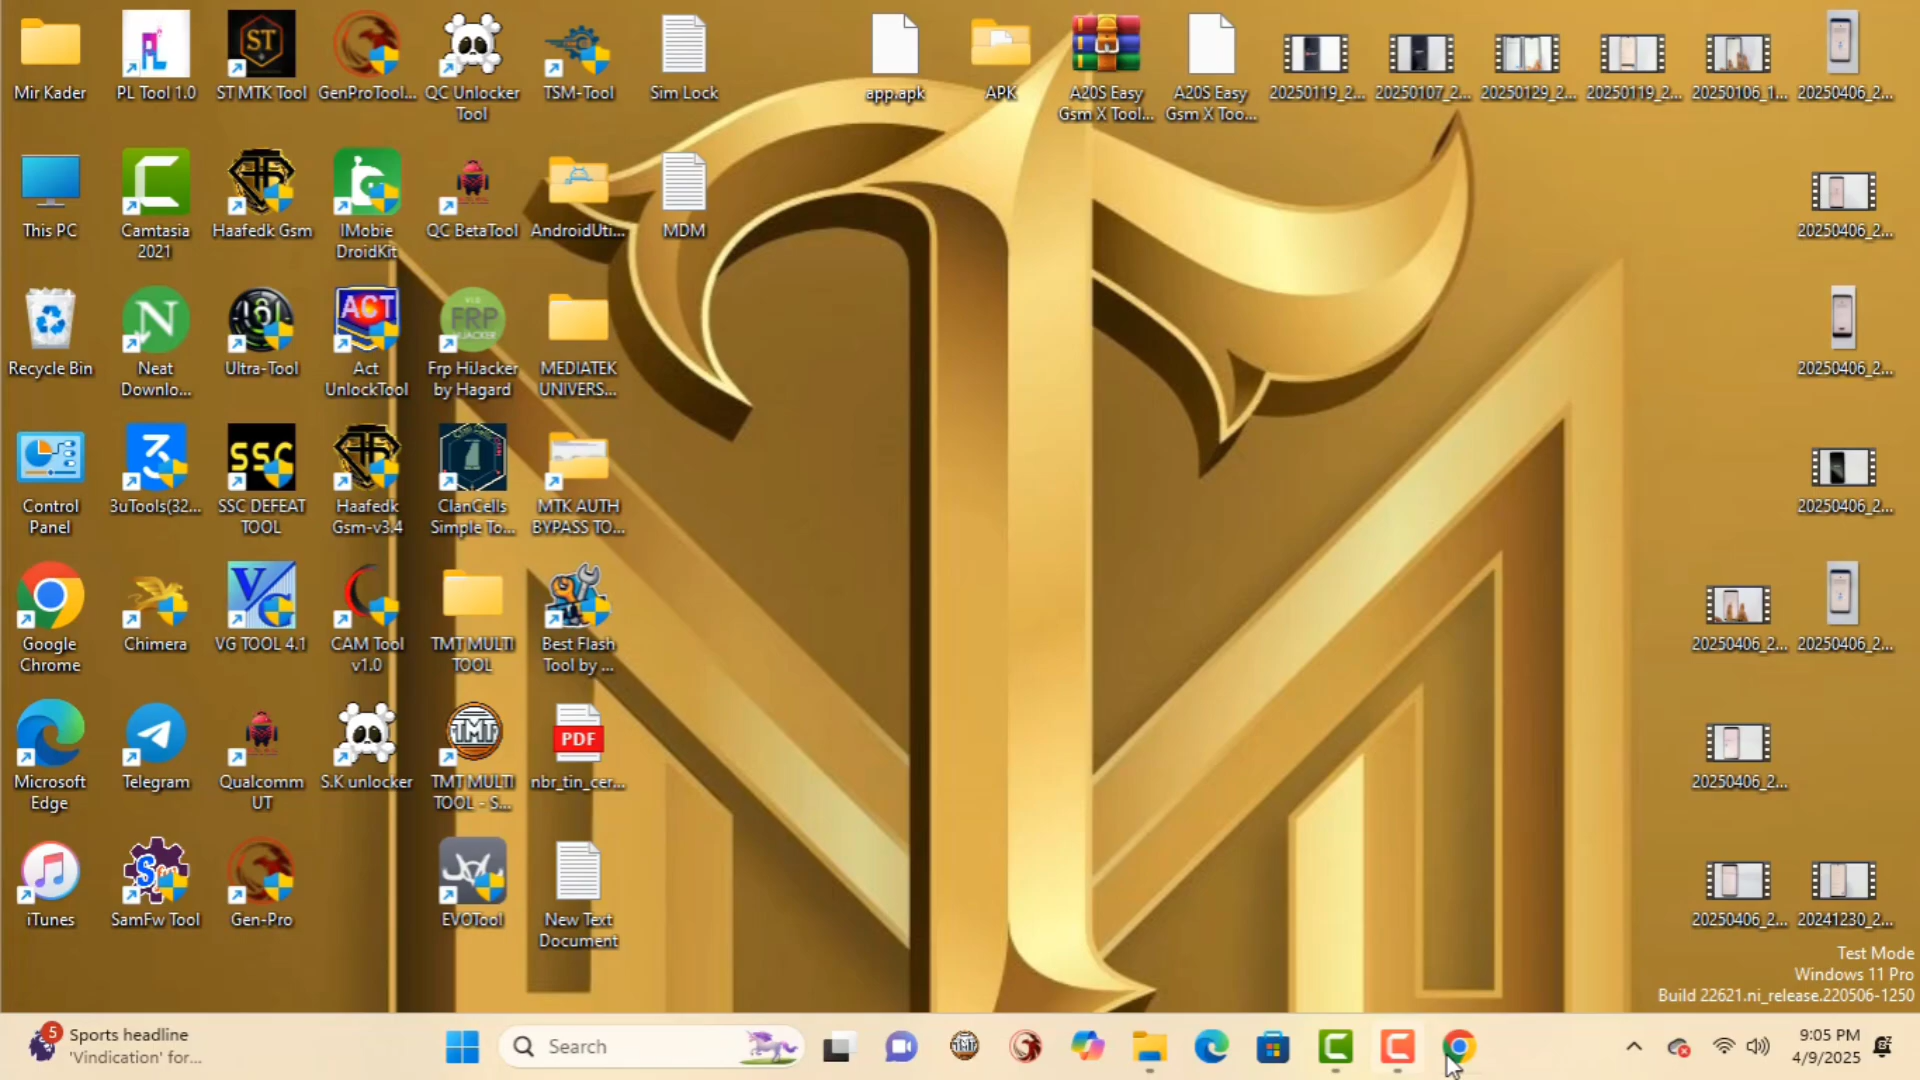 Mir Kader
PL Tool 1.0
ST MTK Tool
GenProTool...
QC Unlocker
Tool
TSM-Tool
Sim Lock
app.apk
APK
A20S Easy
Gsm X Tool...
A20S Easy
Gsm X Too...
20250119_2...
20250107_2...
20250129_2...
20250119_2...
20250106_1...
20250406_2...
This PC
Camtasia
2021
Haafedk Gsm
IMobie
DroidKit
QC BetaTool
AndroidUti...
MDM
20250406_2...
Recycle Bin
Neat
Downlo...
Ultra-Tool
ACT
Act
UnlockTool
FRP
Frp HiJacker
by Hagard
MEDIATEK
UNIVERS...
20250406_2...
Control
Panel
3uTools(32...
SSC
SSC DEFEAT
TOOL
Haafedk
Gsm-v3.4
ClanCells
Simple To...
MTK AUTH
BYPASS TO...
20250406_2...
Google
Chrome
Chimera
VG TOOL 4.1
CAM Tool
v1.0
TMT MULTI
TOOL
Best Flash
Tool by ...
20250406_2...
20250406_2...
Microsoft
Edge
Telegram
Qualcomm
UT
S.K unlocker
TMT
TMT MULTI
TOOL - S...
PDF
nbr_tin_cer...
20250406_2...
iTunes
SamFw Tool
Gen-Pro
EVOTool
New Text
Document
20250406_2...
20241230_2...
Test Mode
Windows 11 Pro
Build 22621.ni_release.220506-1250
5
Sports headline
'Vindication' for...
Search
9:05 PM
4/9/2025